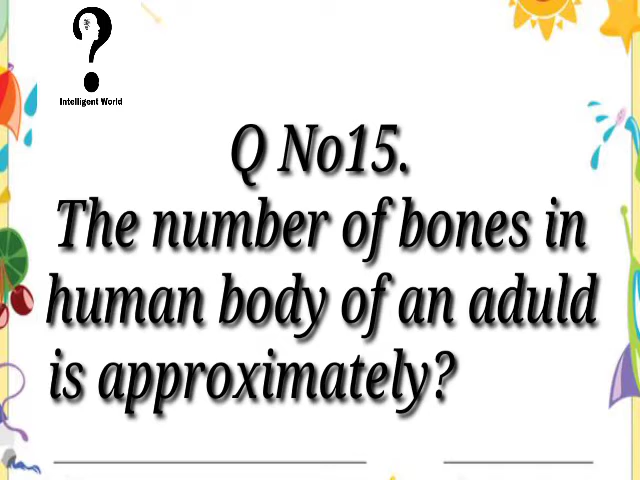 Intelligent World
Q No15.
The number of bones in
human body of an aduld
is approximately?